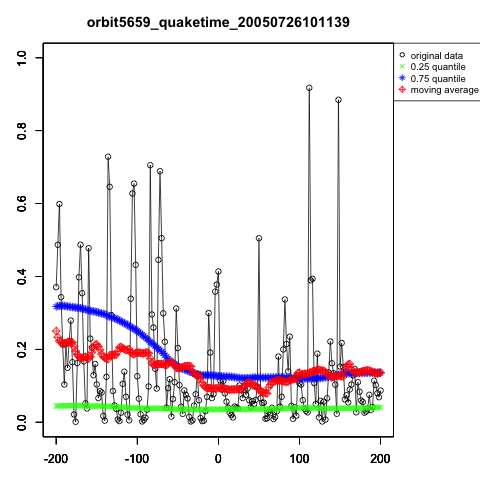 orbit5659_quaketime_20050726101139
original data
0.25 quantile
0.75 quantile
moving average
1.0
0.8
0.6
0.4
0.2
0.0
-200 -100 0 100 200